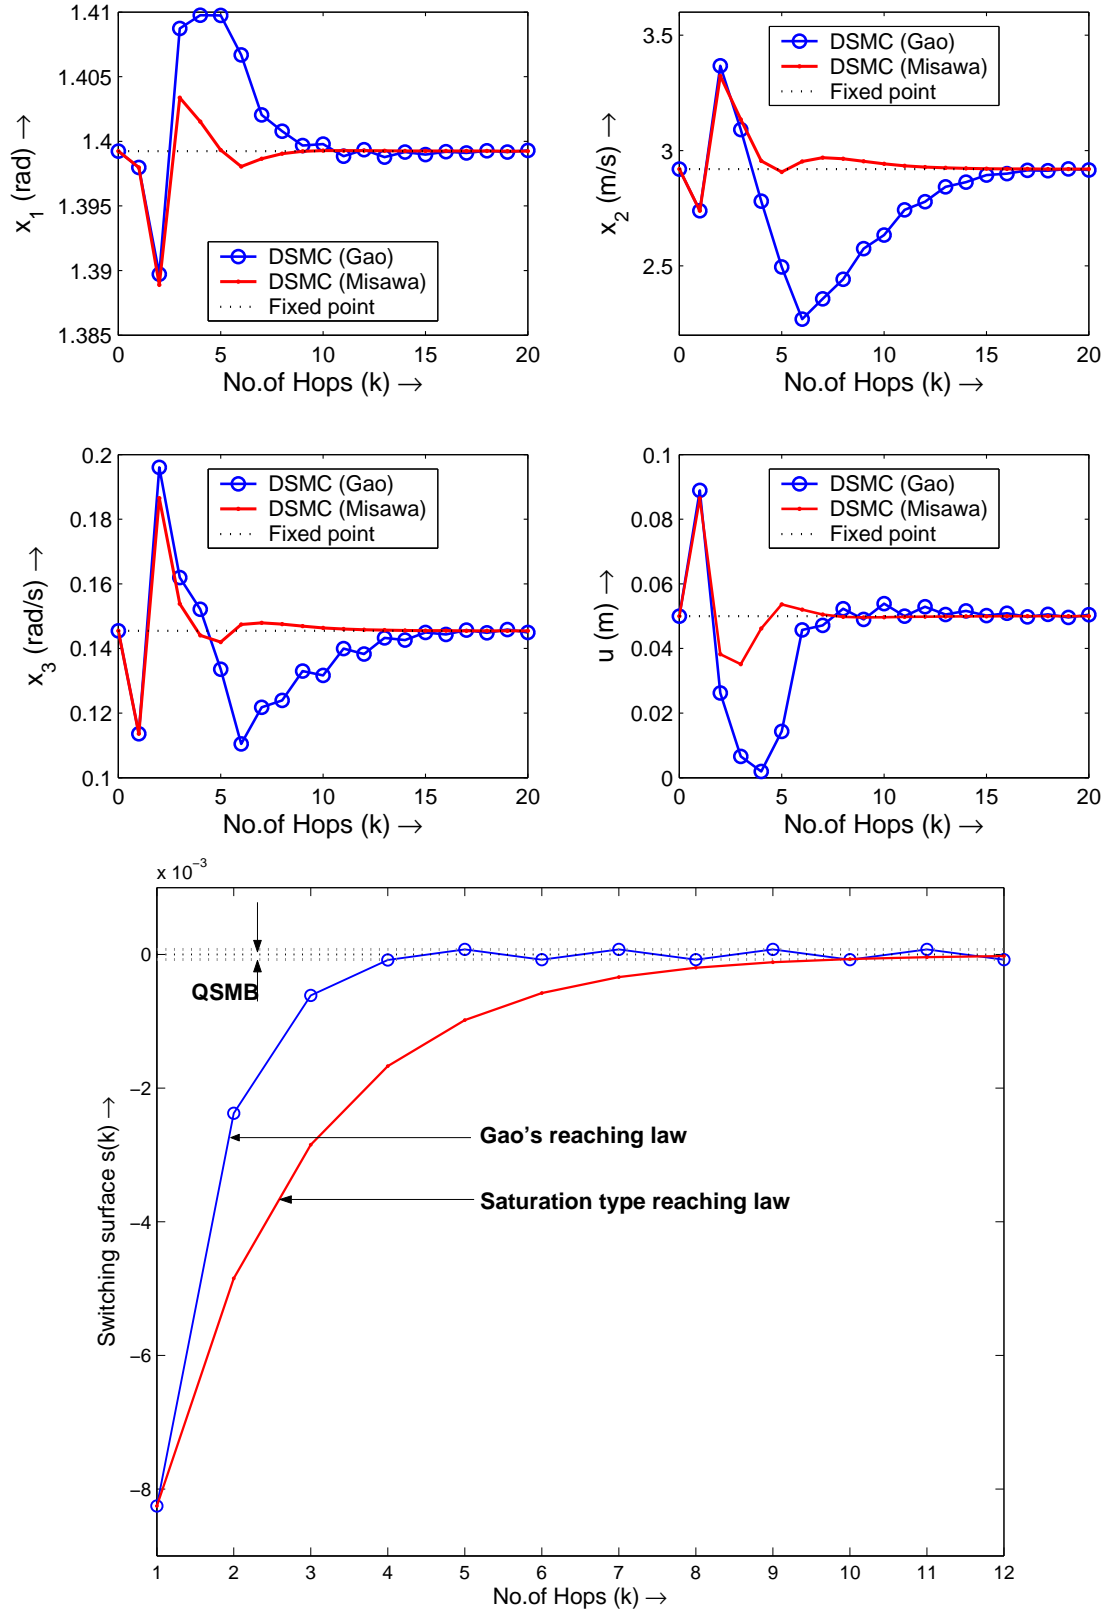 1.41
1.405
1.4
1.395
1.39
1.385
x_1 (rad) →
DSMC (Gao)
DSMC (Misawa)
Fixed point
0 5 10 15 20
No.of Hops (k) →
3.5
3
2.5
x_2 (m/s) →
DSMC (Gao)
DSMC (Misawa)
Fixed point
0 5 10 15 20
No.of Hops (k) →
0.2
0.18
0.16
0.14
0.12
0.1
x_3 (rad/s) →
DSMC (Gao)
DSMC (Misawa)
Fixed point
0 5 10 15 20
No.of Hops (k) →
0.1
0.08
0.06
0.04
0.02
0
u (m) →
DSMC (Gao)
DSMC (Misawa)
Fixed point
0 5 10 15 20
No.of Hops (k) →
x 10^−3
0
−2
−4
−6
−8
Switching surface s(k) →
QSMB
Gao's reaching law
Saturation type reaching law
1 2 3 4 5 6 7 8 9 10 11 12
No.of Hops (k) →